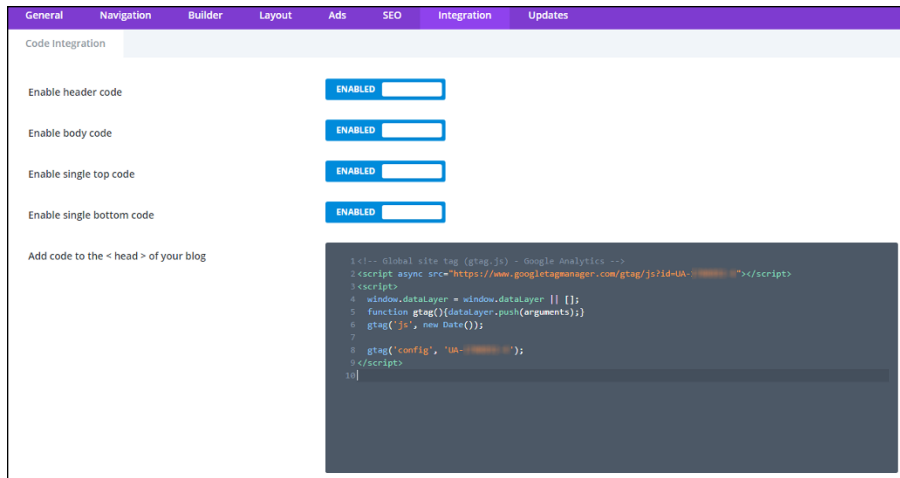 General Navigation Builder Layout Ads SEO Integration Updates
Code Integration
Enable header code ENABLED
Enable body code ENABLED
Enable single top code ENABLED
Enable single bottom code ENABLED
Add code to the < head > of your blog
1 <!-- Global site tag (gtag.js) - Google Analytics -->
2 <script async src="https://www.googletagmanager.com/gtag/js?id=UA- "></script>
3 <script>
4 window.dataLayer = window.dataLayer || [];
5 function gtag(){dataLayer.push(arguments);}
6 gtag('js', new Date());
7
8 gtag('config', 'UA- ');
9 </script>
10